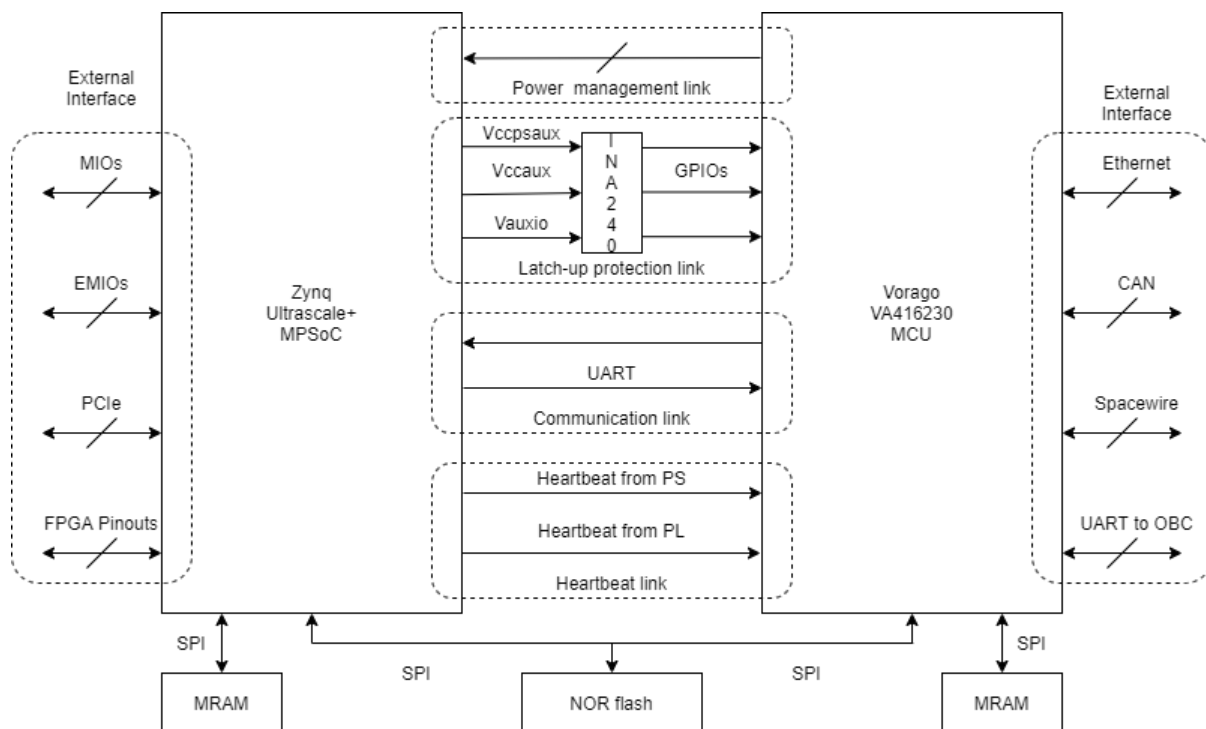 Power  management link
External
Interface
External
Interface
MIOs
EMIOs
PCIe
FPGA Pinouts
Zynq
Ultrascale+
MPSoC
Vccpsaux
Vccaux
Vauxio
I
N
A
2
4
0
GPIOs
Latch-up protection link
UART
Communication link
Heartbeat from PS
Heartbeat from PL
Heartbeat link
Vorago
VA416230
MCU
Ethernet
CAN
Spacewire
UART to OBC
SPI
SPI
SPI
SPI
MRAM
NOR flash
MRAM